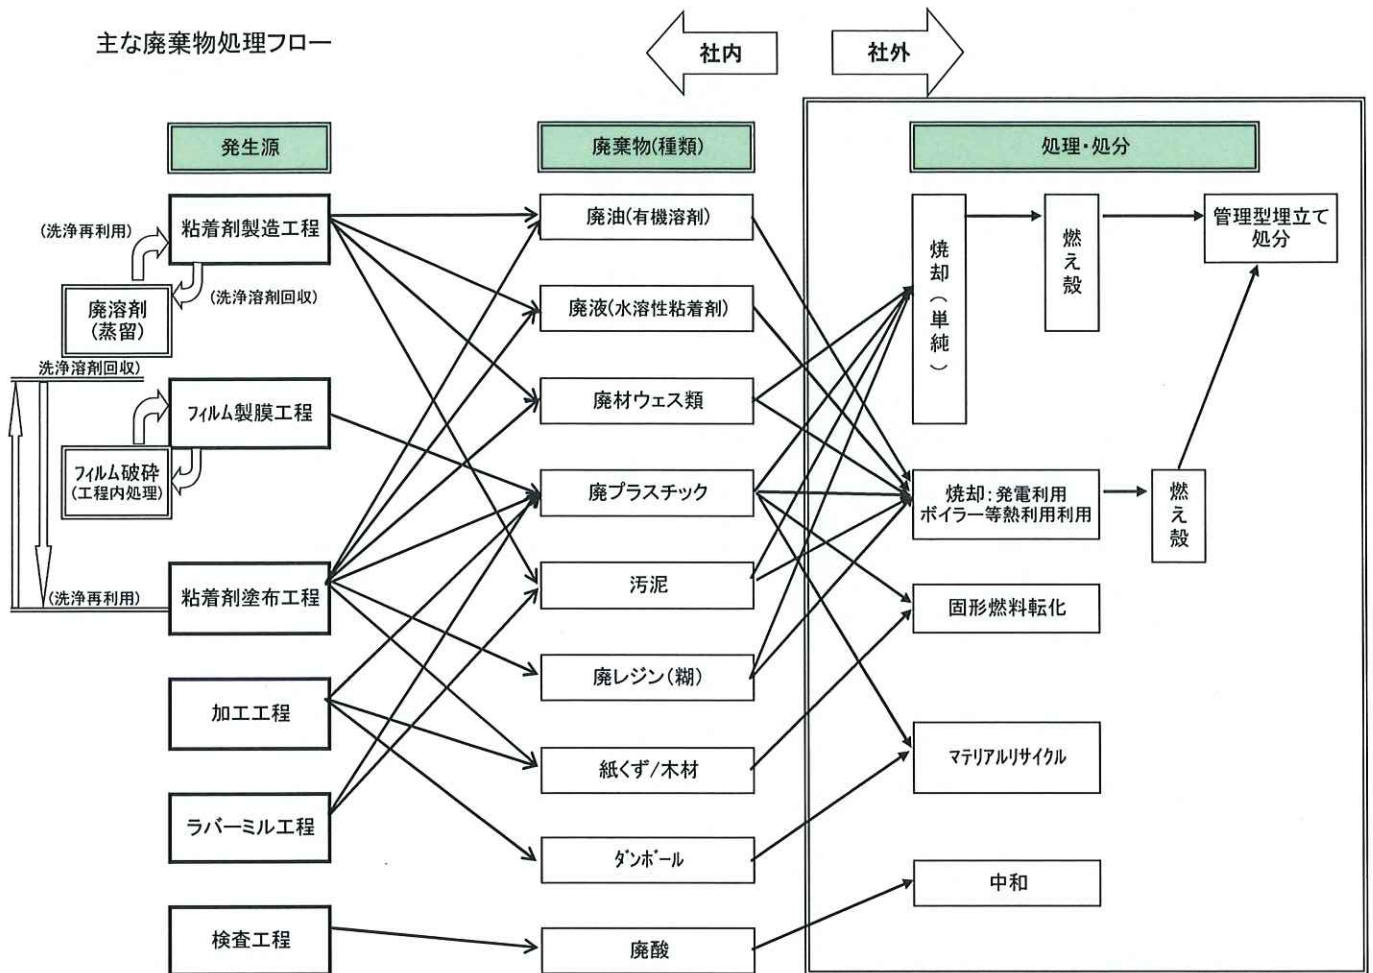 主な廃棄物処理フロー
社内
社外
発生源
廃棄物(種類)
処理・処分
粘着剤製造工程
(洗浄再利用)
(洗浄溶剤回収)
廃溶剤
(蒸留)
洗浄溶剤回収)
フィルム製膜工程
フィルム破砕
(工程内処理)
(洗浄再利用)
粘着剤塗布工程
加工工程
ラバーミル工程
検査工程
廃油(有機溶剤)
廃液(水溶性粘着剤)
廃材ウェス類
廃プラスチック
汚泥
廃レジン(糊)
紙くず/木材
ダンボール
廃酸
焼却(単純)
燃え殻
管理型埋立て
処分
焼却:発電利用
ボイラー等熱利用利用
燃え殻
固形燃料転化
マテリアルリサイクル
中和